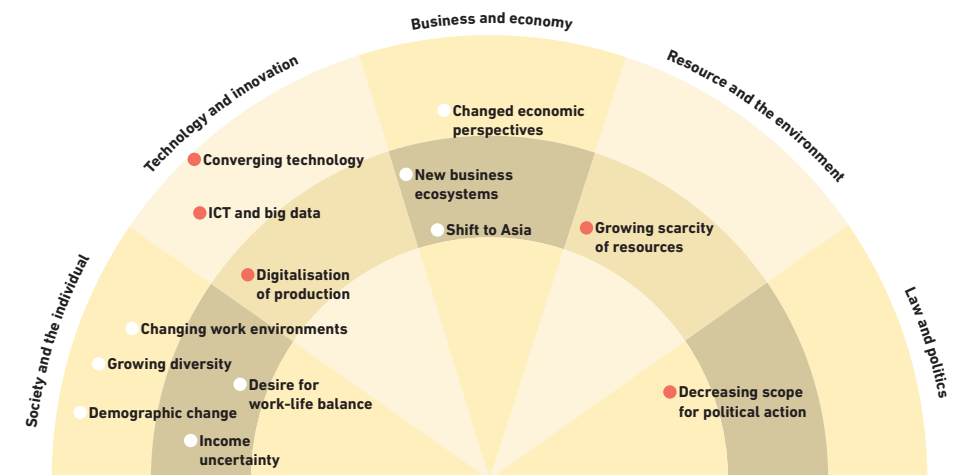 Business and economy
Technology and innovation
Resource and the environment
Society and the individual
Law and politics
Changed economic
perspectives
Converging technology
New business
ecosystems
ICT and big data
Shift to Asia
Growing scarcity
of resources
Digitalisation
of production
Changing work environments
Growing diversity
Desire for
work-life balance
Decreasing scope
for political action
Demographic change
Income
uncertainty